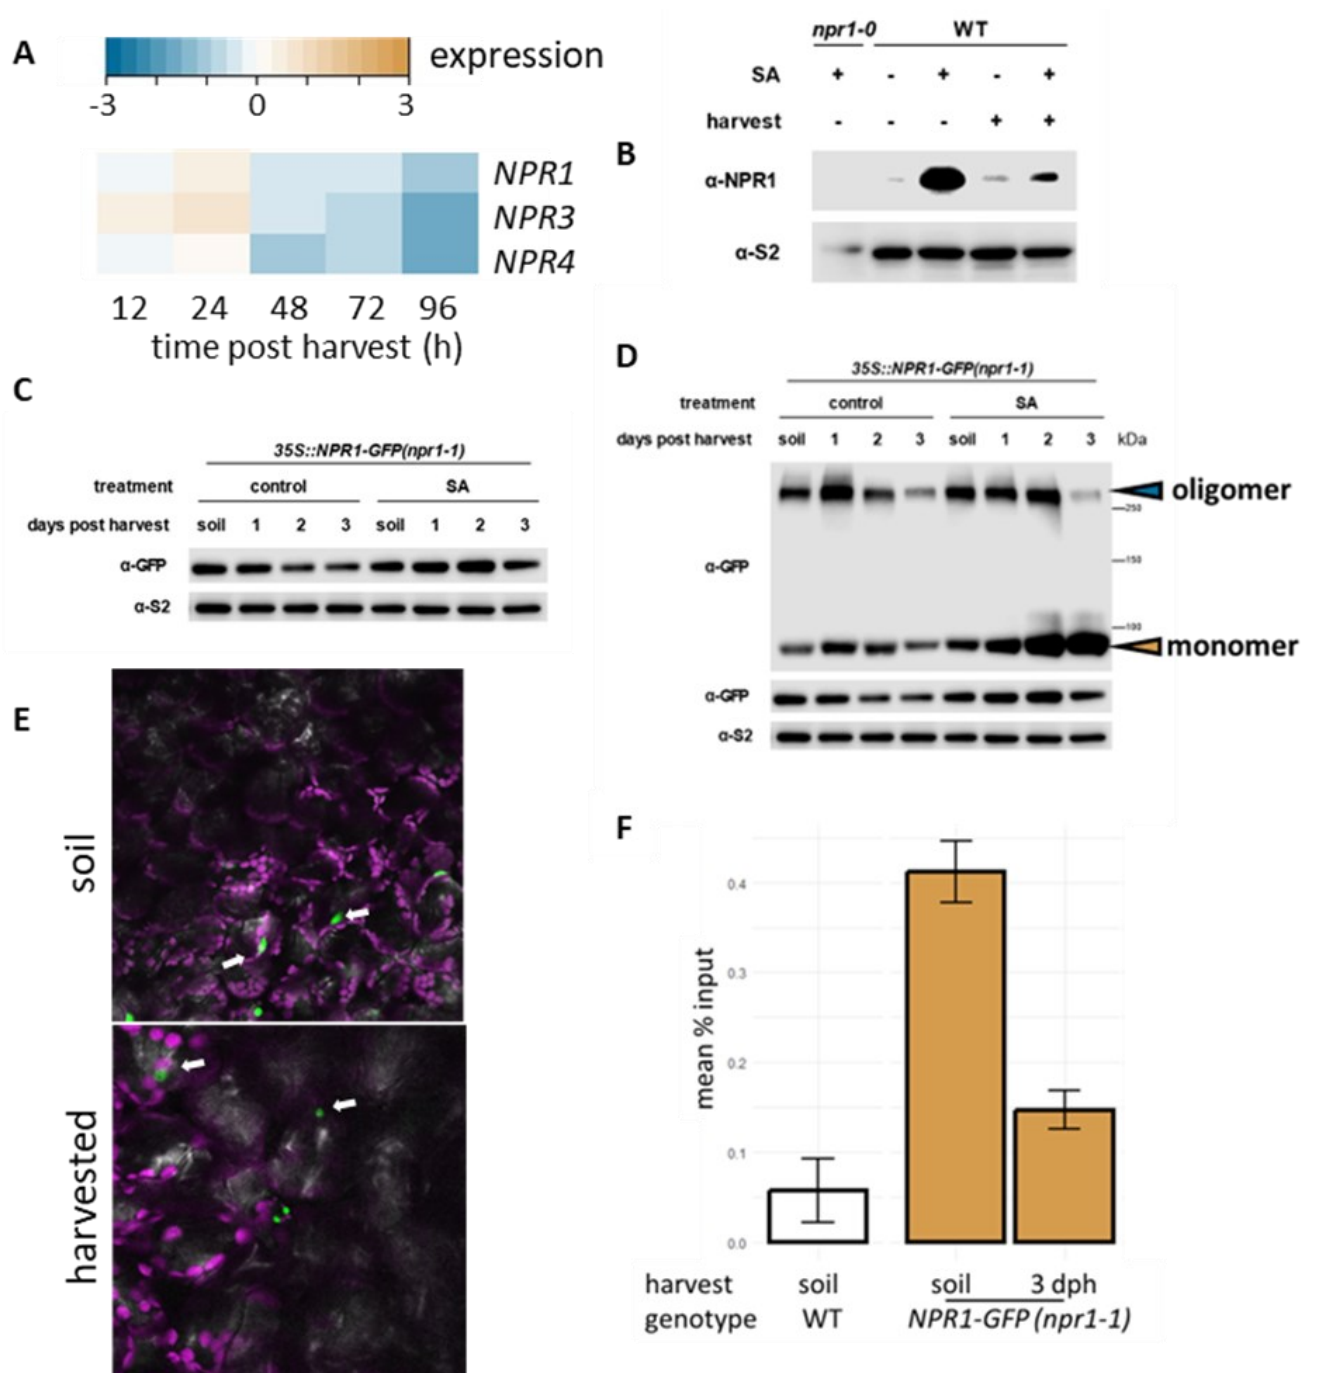 A
expression
-3 0 3
NPR1
NPR3
NPR4
12 24 48 72 96
time post harvest (h)
B
npr1-0 WT
SA + - + - +
harvest - - - + +
α-NPR1
α-S2
C
35S::NPR1-GFP(npr1-1)
treatment control SA
days post harvest soil 1 2 3 soil 1 2 3
α-GFP
α-S2
D
35S::NPR1-GFP(npr1-1)
treatment control SA
days post harvest soil 1 2 3 soil 1 2 3 kDa
oligomer
250
α-GFP
150
100
monomer
α-GFP
α-S2
E
soil
harvested
F
mean % input
0.4
0.3
0.2
0.1
0.0
harvest soil soil 3 dph
genotype WT NPR1-GFP (npr1-1)